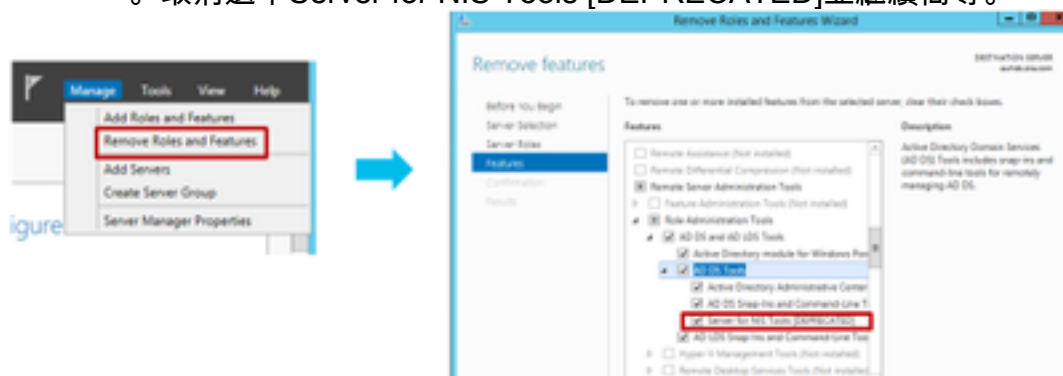 。取消選中Server for NIS Tools [DEPRECATED]並繼續高等。
Manage Tools View Help
Add Roles and Features
Remove Roles and Features
Add Servers
Create Server Group
Server Manager Properties
igure
Remove Roles and Features Wizard
Remove features
DESTINATION SERVER
Before You Begin
Server Selection
Server Roles
Features
Confirmation
Results
To remove one or more installed features from the selected server, clear their check boxes.
Features
Remote Assistance (Not installed)
Remote Differential Compression (Not installed)
Remote Server Administration Tools
Feature Administration Tools (Not installed)
Role Administration Tools
AD DS and AD LDS Tools
Active Directory module for Windows Pow
AD DS Tools
Active Directory Administrative Center
AD DS Snap-Ins and Command-Line T
Server for NIS Tools [DEPRECATED]
AD LDS Snap-Ins and Command-Line Too
Hyper-V Management Tools (Not installed)
Remote Desktop Services Tools (Not installed
Description
Active Directory Domain Services
(AD DS) Tools includes snap-ins and
command-line tools for remotely
managing AD DS.